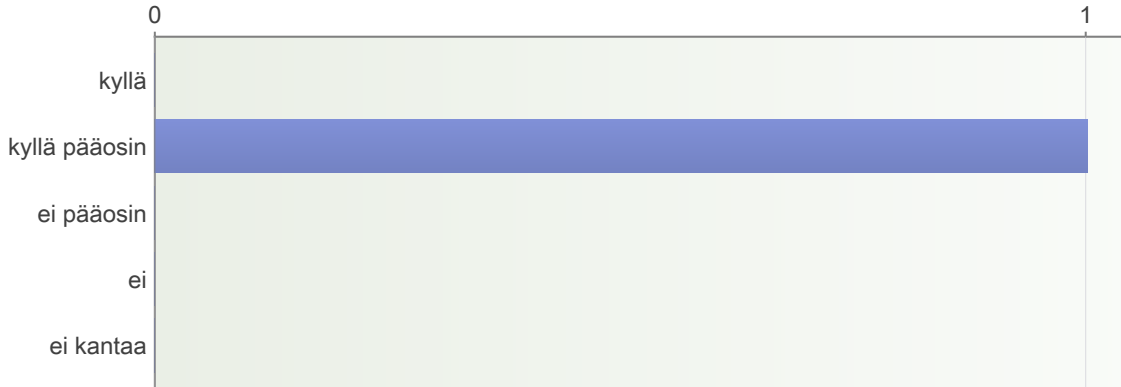 0 1
kyllä
kyllä pääosin
ei pääosin
ei
ei kantaa